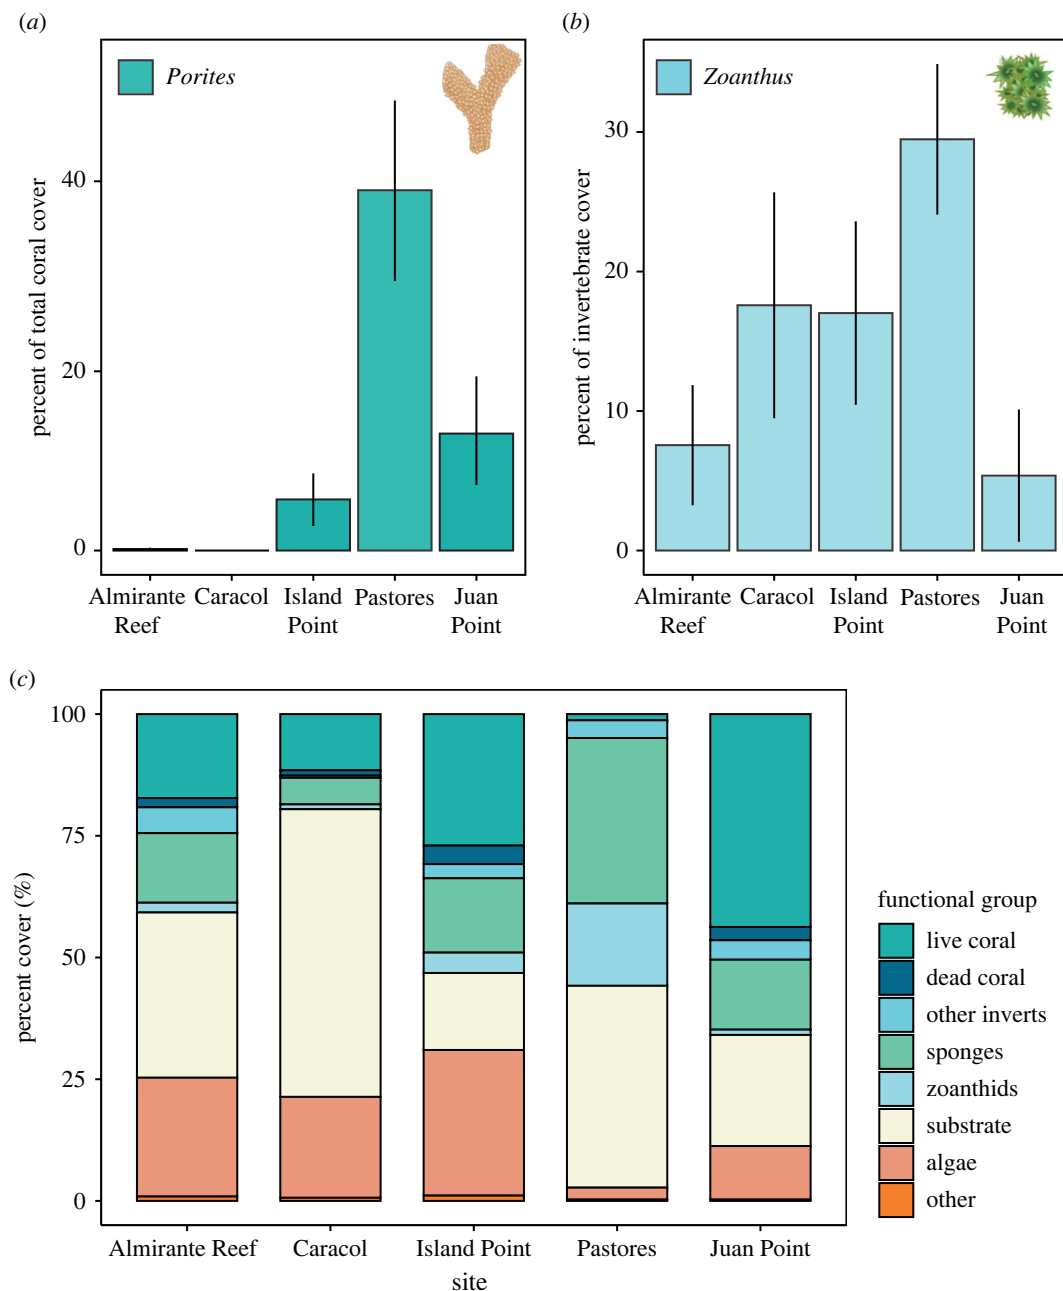 (a)
Porites
percent of total coral cover
40
20
0
Almirante
Reef
Caracol
Island
Point
Pastores
Juan
Point
(b)
Zoanthus
percent of invertebrate cover
30
20
10
0
Almirante
Reef
Caracol
Island
Point
Pastores
Juan
Point
(c)
percent cover (%)
100
75
50
25
0
Almirante Reef
Caracol
Island Point
Pastores
Juan Point
site
functional group
live coral
dead coral
other inverts
sponges
zoanthids
substrate
algae
other